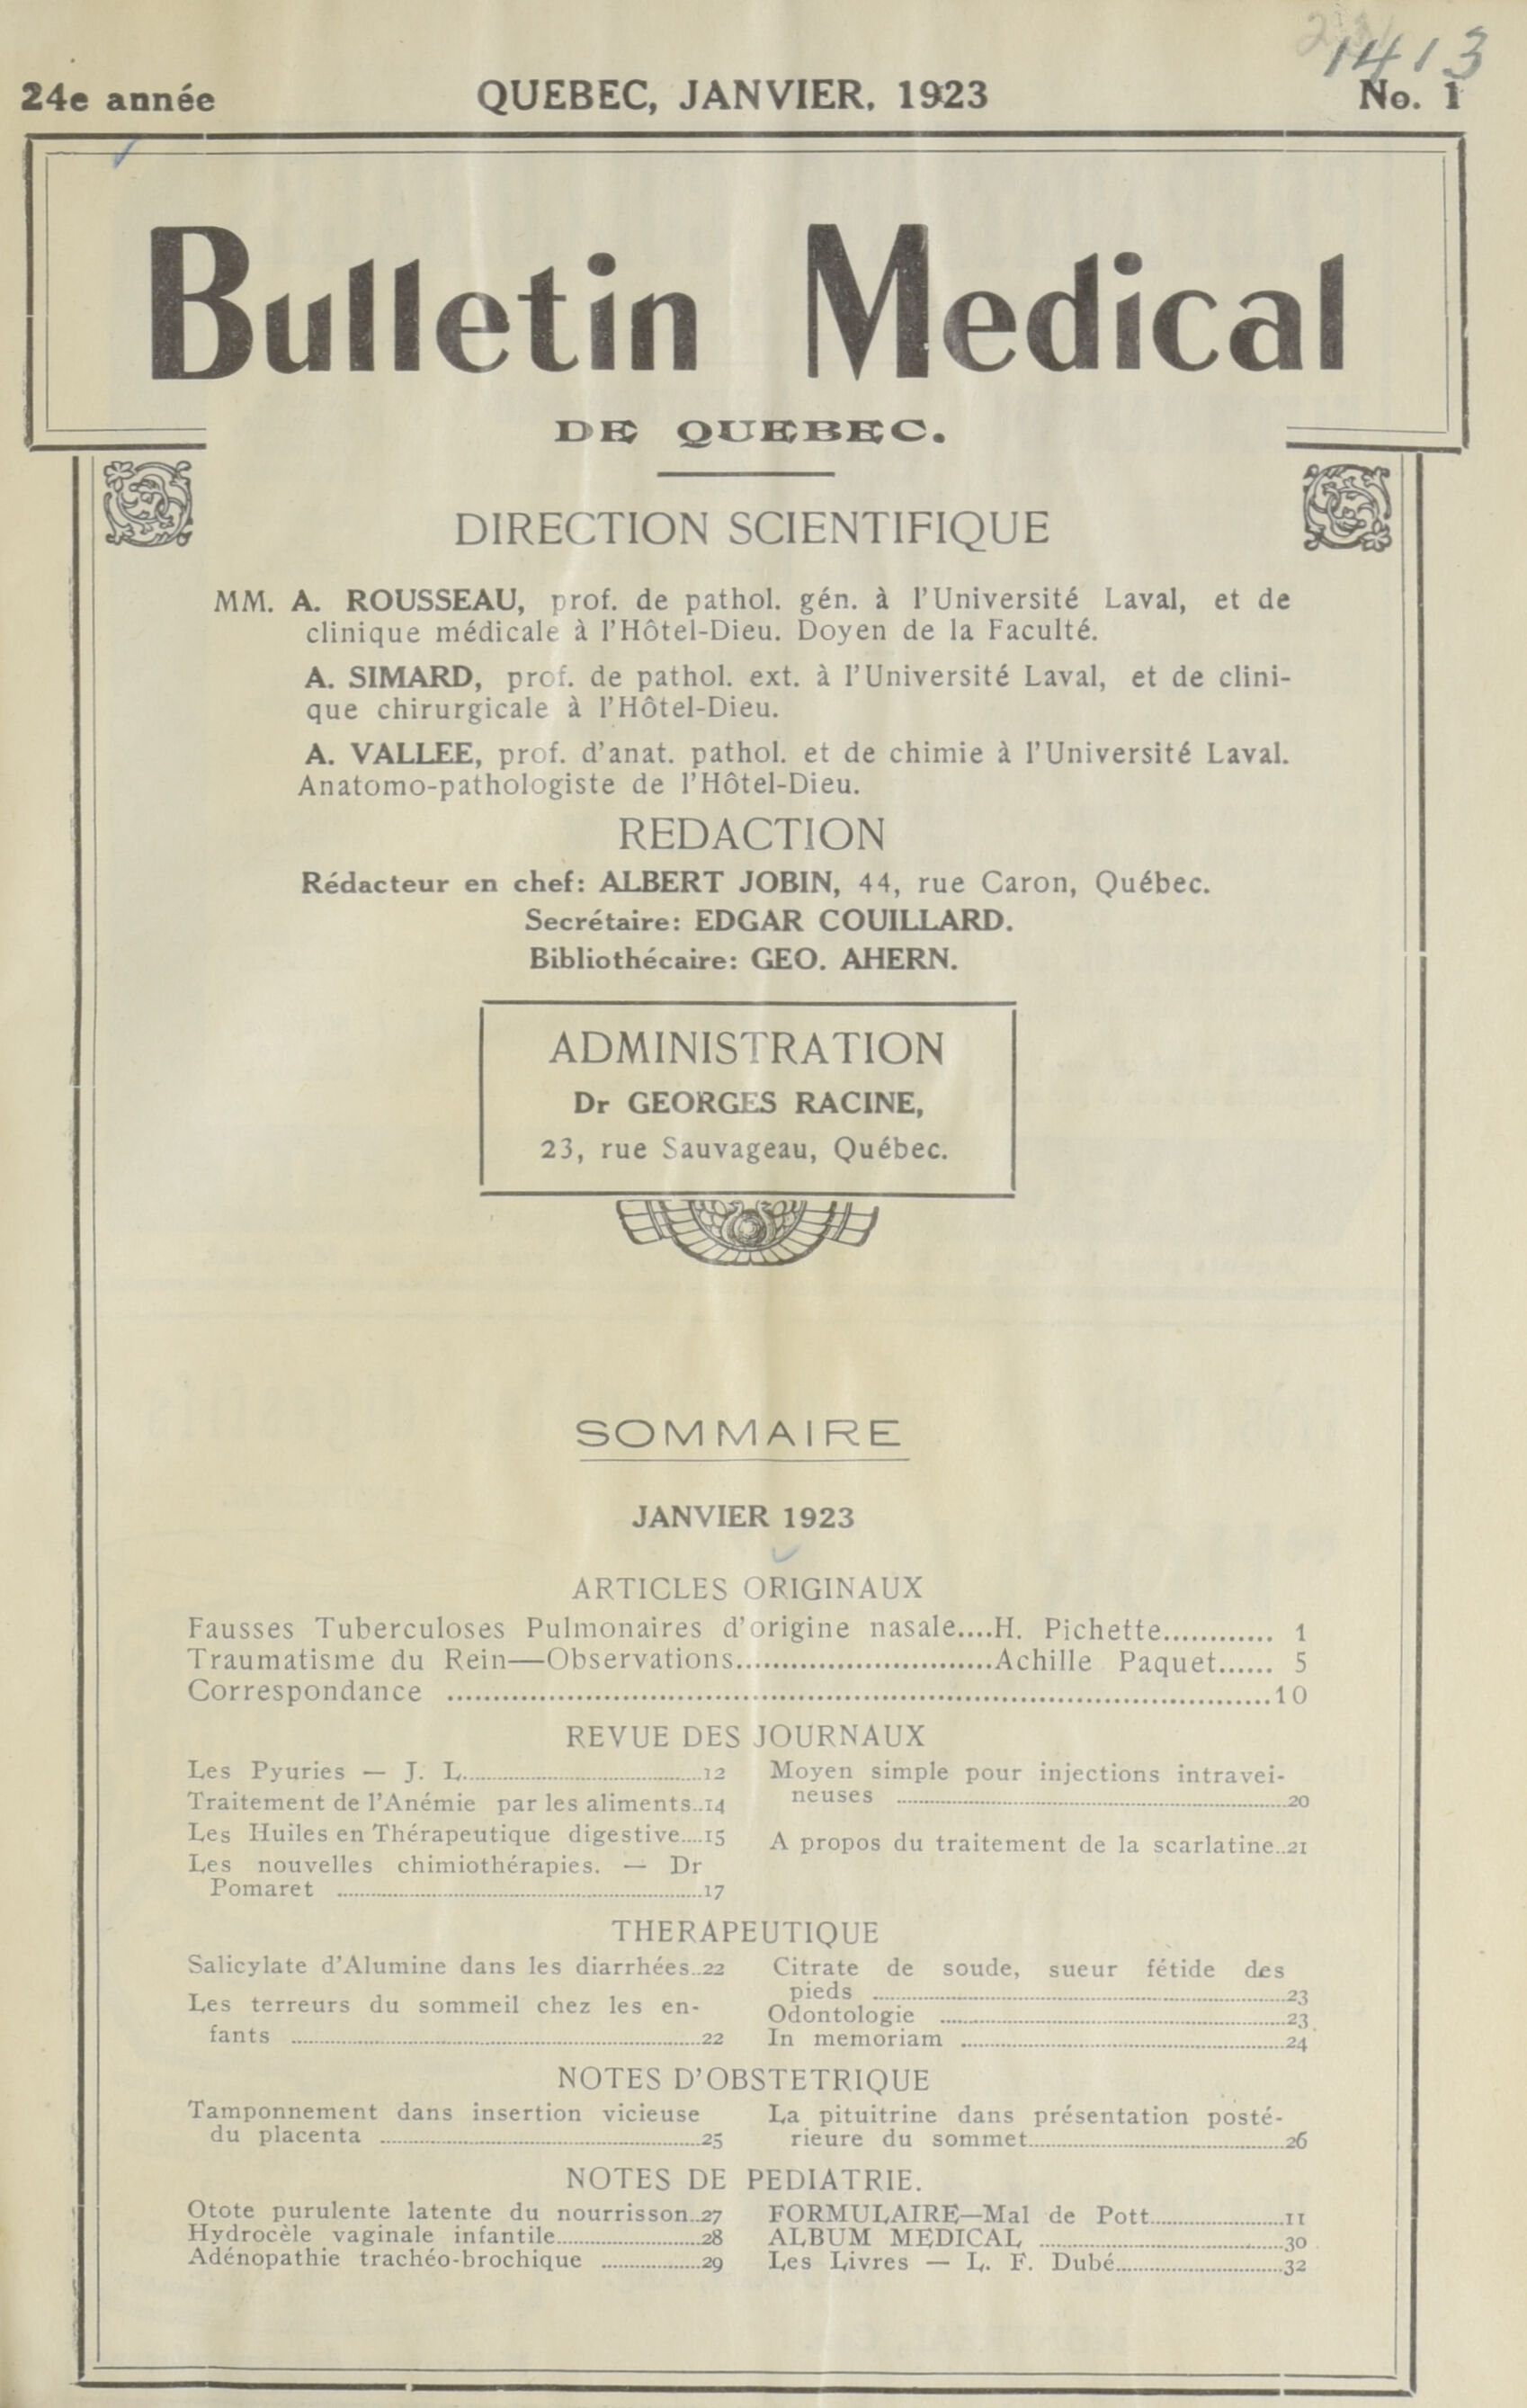 1413
24e année QUEBEC, JANVIER, 1923 No. 1
Bulletin Medical
DE QUEBEC.
DIRECTION SCIENTIFIQUE
MM. A. ROUSSEAU, prof. de pathol. gén. à l'Université Laval, et de
clinique médicale à l'Hôtel-Dieu. Doyen de la Faculté.
A. SIMARD, prof. de pathol. ext. à l'Université Laval, et de clini-
que chirurgicale à l'Hôtel-Dieu.
A. VALLEE, prof. d'anat. pathol. et de chimie à l'Université Laval.
Anatomo-pathologiste de l'Hôtel-Dieu.
REDACTION
Rédacteur en chef: ALBERT JOBIN, 44, rue Caron, Québec.
Secrétaire: EDGAR COUILLARD.
Bibliothécaire: GEO. AHERN.
ADMINISTRATION
Dr GEORGES RACINE,
23, rue Sauvageau, Québec.
SOMMAIRE
JANVIER 1923
ARTICLES ORIGINAUX
Fausses Tuberculoses Pulmonaires d'origine nasale....H. Pichette............ 1
Traumatisme du Rein—Observations............................Achille Paquet...... 5
Correspondance ..........................................................................................10
REVUE DES JOURNAUX
Les Pyuries — J. L..............................................12
Traitement de l'Anémie par les aliments..14
Les Huiles en Thérapeutique digestive....15
Les nouvelles chimiothérapies. — Dr
Pomaret ......................................................................17
Moyen simple pour injections intravei-
neuses ..........................................................................20
A propos du traitement de la scarlatine..21
THERAPEUTIQUE
Salicylate d'Alumine dans les diarrhées..22
Les terreurs du sommeil chez les en-
fants ..............................................................................22
Citrate de soude, sueur fétide des
pieds ..............................................................................23
Odontologie ..................................................................23
In memoriam ..............................................................24
NOTES D'OBSTETRIQUE
Tamponnement dans insertion vicieuse
du placenta ..............................................................25
La pituitrine dans présentation posté-
rieure du sommet..................................................26
NOTES DE PEDIATRIE.
Otote purulente latente du nourrisson..27
Hydrocèle vaginale infantile............................28
Adénopathie trachéo-brochique ...................29
FORMULAIRE—Mal de Pott..........................11
ALBUM MEDICAL ..............................................30
Les Livres — L. F. Dubé................................32